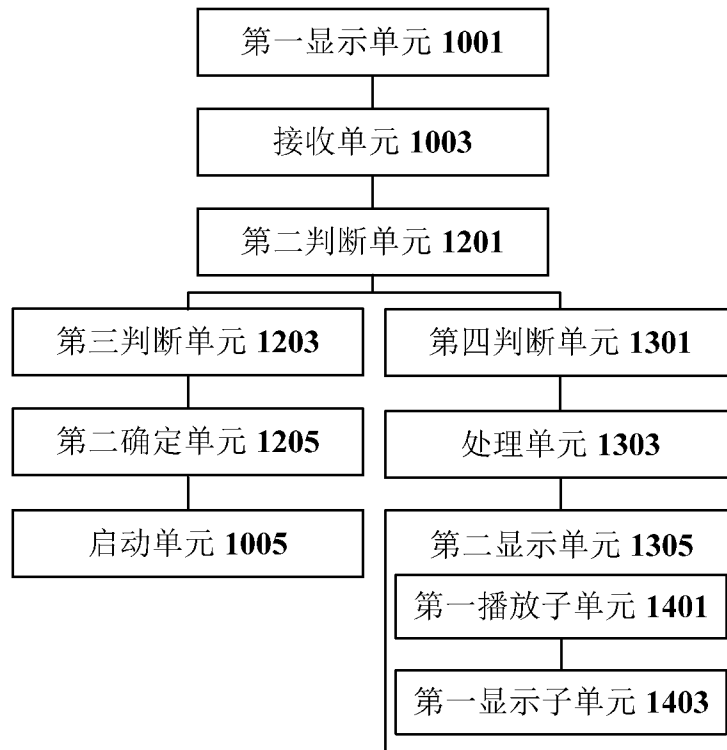 第一显示单元 1001
接收单元 1003
第二判断单元 1201
第三判断单元 1203
第四判断单元 1301
第二确定单元 1205
处理单元 1303
启动单元 1005
第二显示单元 1305
第一播放子单元 1401
第一显示子单元 1403